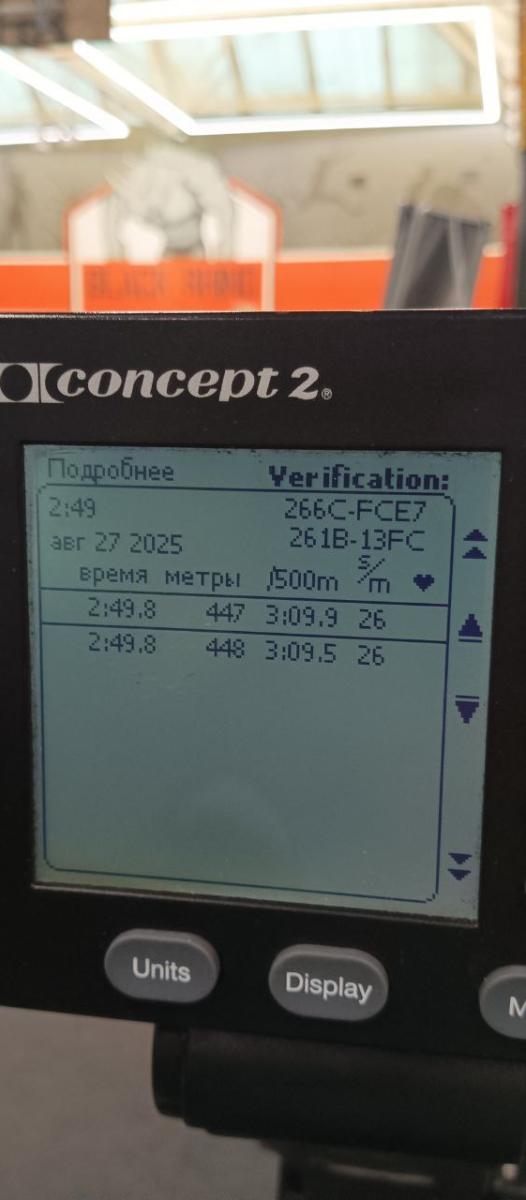 concept 2®
Подробнее Verification:
2:49 266C-FCE7
авг 27 2025 261B-13FC
время метры /500m s/m ♥
2:49.8 447 3:09.9 26
2:49.8 448 3:09.5 26
Units Display M